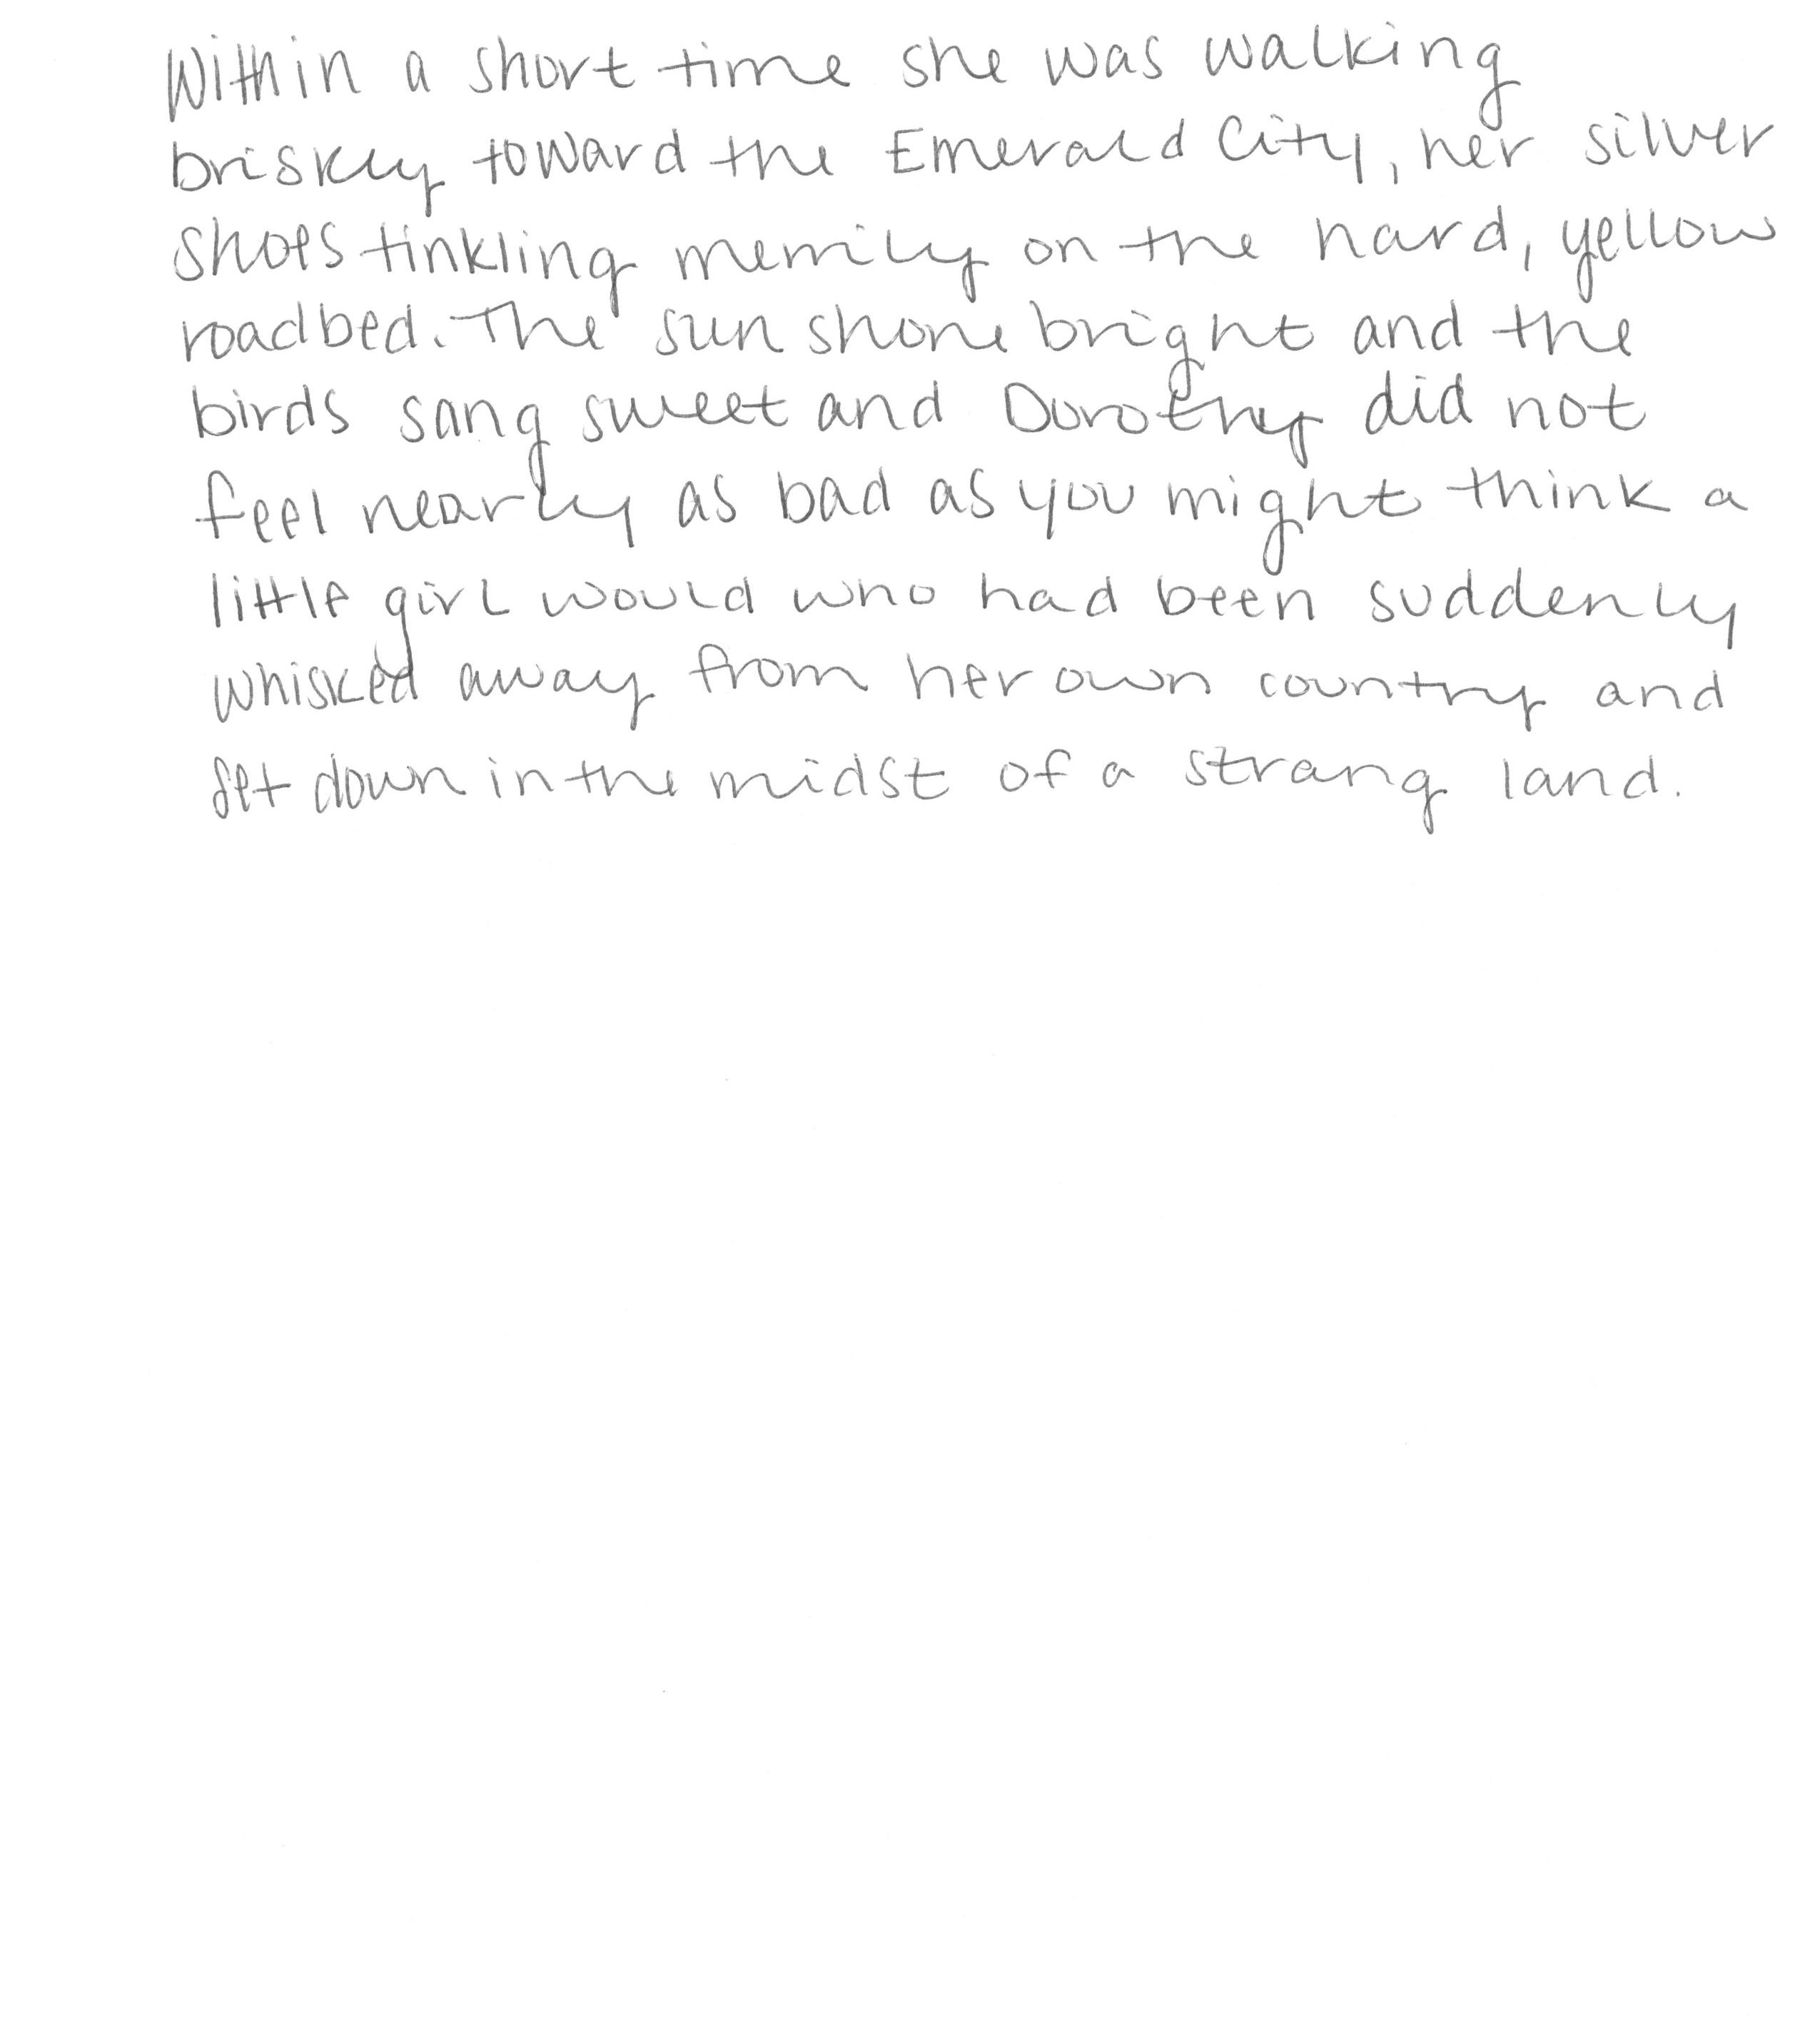 Within a short time she was walking
briskly toward the Emerald City, her silver
shoes tinkling merrily on the hard, yellow
roadbed. The sun shone bright and the
birds sang sweet and Dorothy did not
feel nearly as bad as you might think a
little girl would who had been suddenly
whisked away from her own country and
set down in the midst of a strang land.